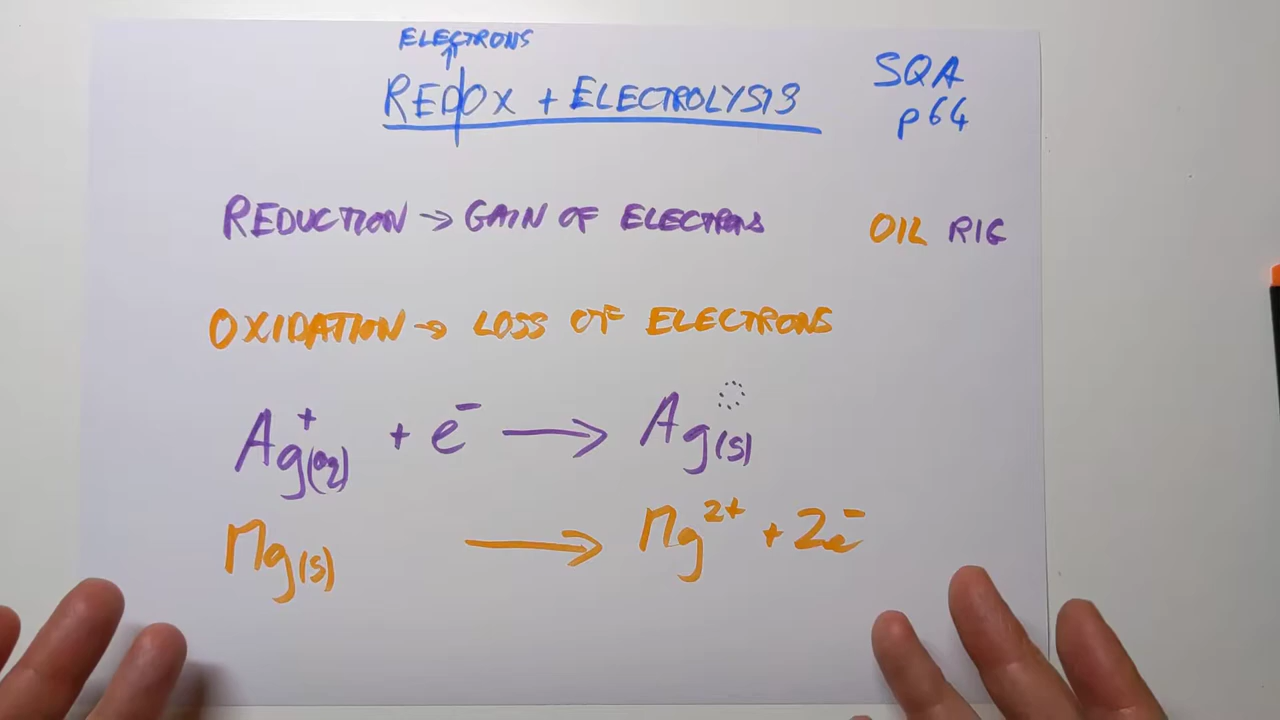 ELECTRONS
↑
REDOX + ELECTROLYSIS
SQA
p64
REDUCTION → GAIN OF ELECTRONS
OIL RIG
OXIDATION → LOSS OF ELECTRONS
Ag⁺(aq) + e⁻ → Ag(s)
Mg(s) → Mg²⁺ + 2e⁻